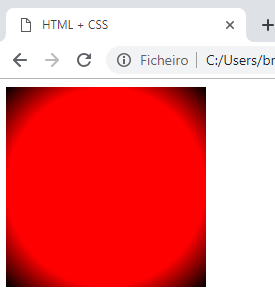 HTML + CSS
Ficheiro
C:/Users/br